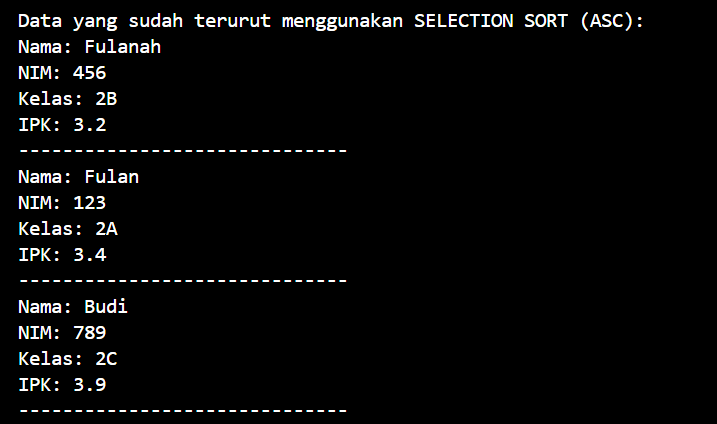 Data yang sudah terurut menggunakan SELECTION SORT (ASC):
Nama: Fulanah
NIM: 456
Kelas: 2B
IPK: 3.2
------------------------------
Nama: Fulan
NIM: 123
Kelas: 2A
IPK: 3.4
------------------------------
Nama: Budi
NIM: 789
Kelas: 2C
IPK: 3.9
------------------------------